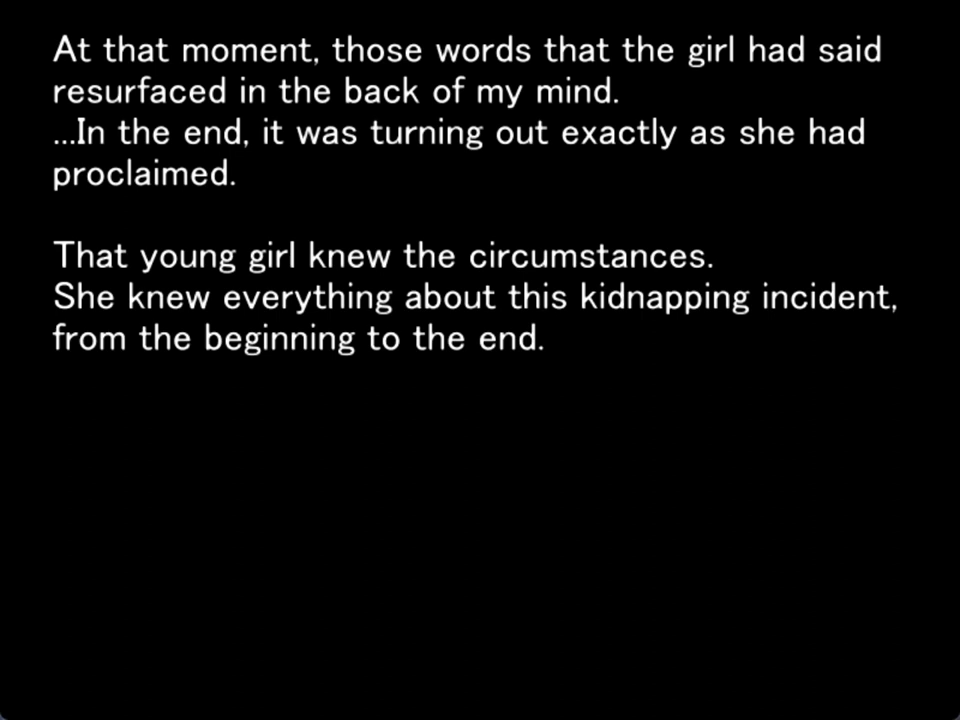 At that moment, those words that the girl had said
resurfaced in the back of my mind.
...In the end, it was turning out exactly as she had
proclaimed.
That young girl knew the circumstances.
She knew everything about this kidnapping incident,
from the beginning to the end.